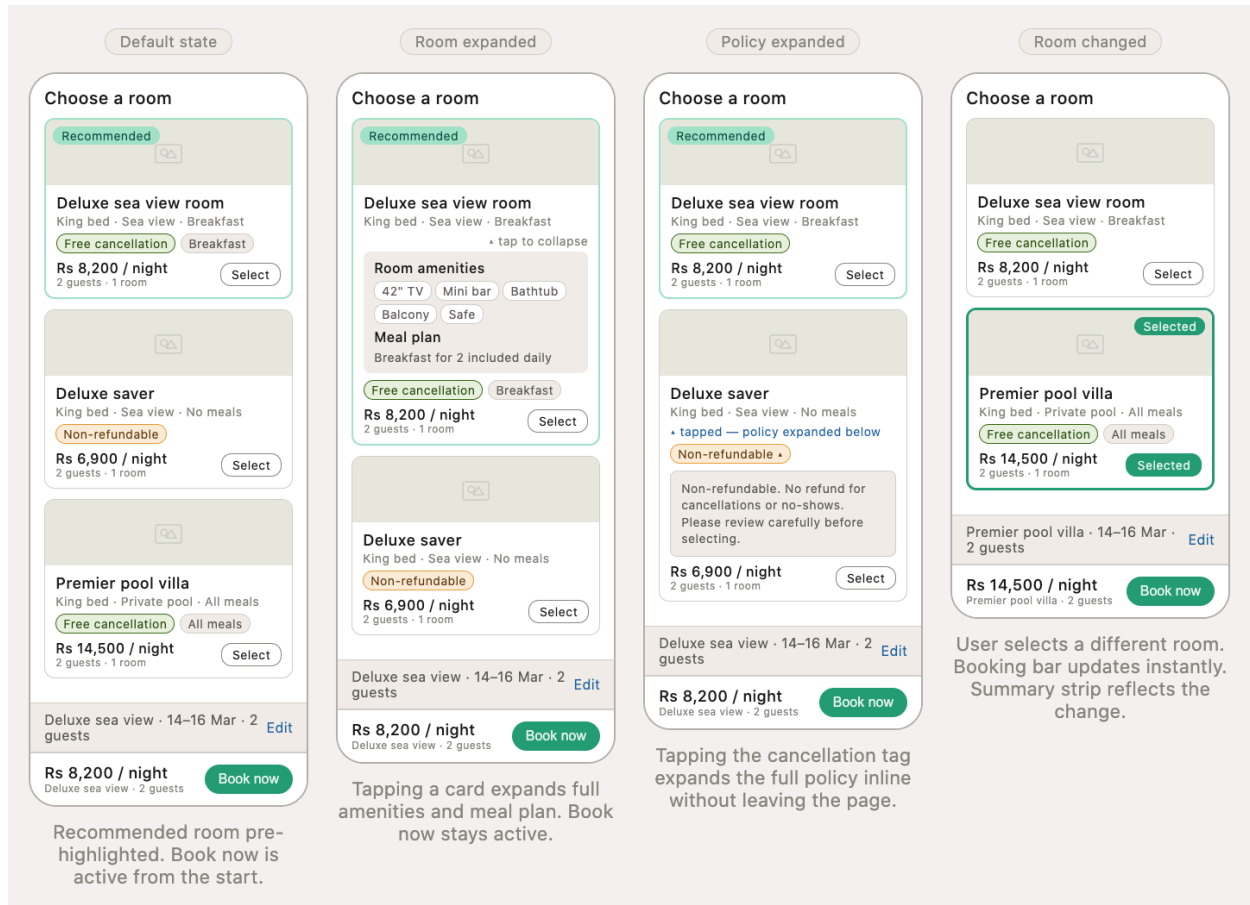 Default state
Choose a room
Recommended
Deluxe sea view room
King bed · Sea view · Breakfast
Free cancellation
Breakfast
Rs 8,200 / night
2 guests · 1 room
Select
Deluxe saver
King bed · Sea view · No meals
Non-refundable
Rs 6,900 / night
2 guests · 1 room
Select
Premier pool villa
King bed · Private pool · All meals
Free cancellation
All meals
Rs 14,500 / night
2 guests · 1 room
Select
Deluxe sea view · 14–16 Mar · 2
guests
Edit
Rs 8,200 / night
Deluxe sea view · 2 guests
Book now
Recommended room pre-
highlighted. Book now is
active from the start.
Room expanded
Choose a room
Recommended
Deluxe sea view room
King bed · Sea view · Breakfast
▴ tap to collapse
Room amenities
42" TV
Mini bar
Bathtub
Balcony
Safe
Meal plan
Breakfast for 2 included daily
Free cancellation
Breakfast
Rs 8,200 / night
2 guests · 1 room
Select
Deluxe saver
King bed · Sea view · No meals
Non-refundable
Rs 6,900 / night
2 guests · 1 room
Select
Deluxe sea view · 14–16 Mar · 2
guests
Edit
Rs 8,200 / night
Deluxe sea view · 2 guests
Book now
Tapping a card expands full
amenities and meal plan. Book
now stays active.
Policy expanded
Choose a room
Recommended
Deluxe sea view room
King bed · Sea view · Breakfast
Free cancellation
Rs 8,200 / night
2 guests · 1 room
Select
Deluxe saver
King bed · Sea view · No meals
▴ tapped — policy expanded below
Non-refundable ▴
Non-refundable. No refund for
cancellations or no-shows.
Please review carefully before
selecting.
Rs 6,900 / night
2 guests · 1 room
Select
Deluxe sea view · 14–16 Mar · 2
guests
Edit
Rs 8,200 / night
Deluxe sea view · 2 guests
Book now
Tapping the cancellation tag
expands the full policy inline
without leaving the page.
Room changed
Choose a room
Deluxe sea view room
King bed · Sea view · Breakfast
Free cancellation
Rs 8,200 / night
2 guests · 1 room
Select
Selected
Premier pool villa
King bed · Private pool · All meals
Free cancellation
All meals
Rs 14,500 / night
2 guests · 1 room
Selected
Premier pool villa · 14–16 Mar ·
2 guests
Edit
Rs 14,500 / night
Premier pool villa · 2 guests
Book now
User selects a different room.
Booking bar updates instantly.
Summary strip reflects the
change.